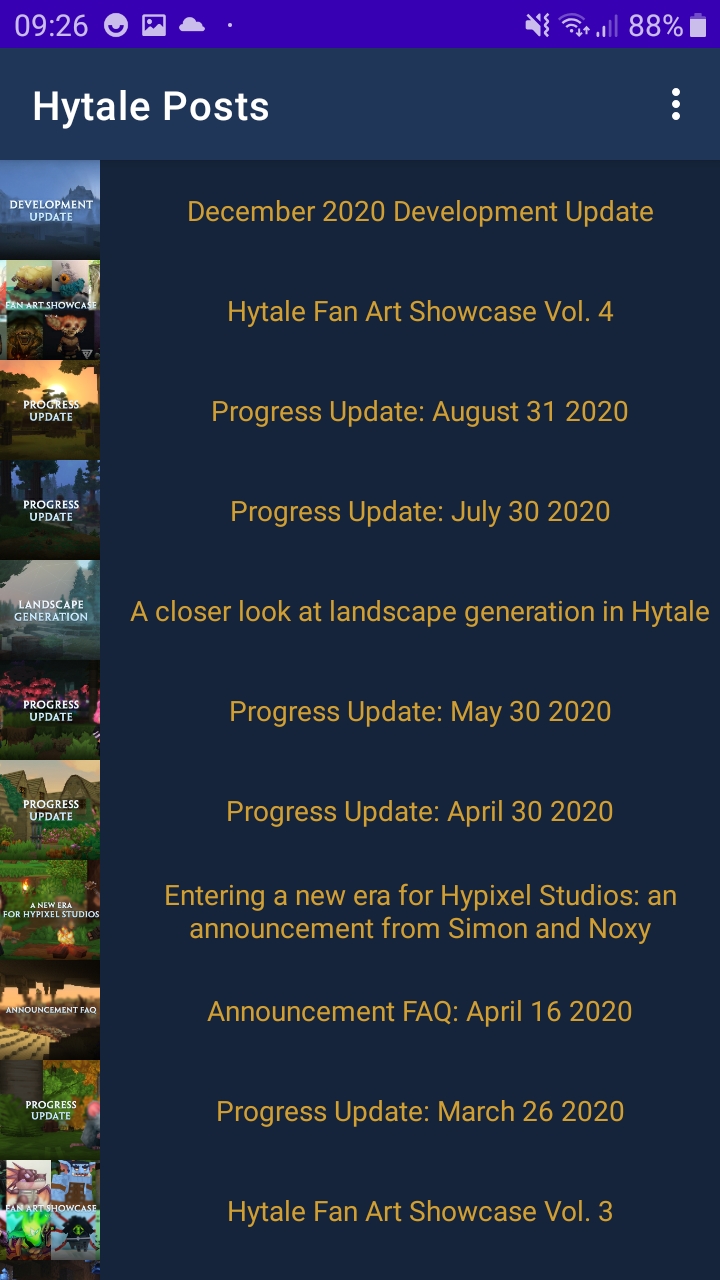 09:26
88%
Hytale Posts
DEVELOPMENT
UPDATE
December 2020 Development Update
FAN ART SHOWCASE
Hytale Fan Art Showcase Vol. 4
PROGRESS
UPDATE
Progress Update: August 31 2020
PROGRESS
UPDATE
Progress Update: July 30 2020
LANDSCAPE
GENERATION
A closer look at landscape generation in Hytale
PROGRESS
UPDATE
Progress Update: May 30 2020
PROGRESS
UPDATE
Progress Update: April 30 2020
A NEW ERA
FOR HYPIXEL STUDIOS
Entering a new era for Hypixel Studios: an
announcement from Simon and Noxy
ANNOUNCEMENT FAQ
Announcement FAQ: April 16 2020
PROGRESS
UPDATE
Progress Update: March 26 2020
FAN ART SHOWCASE
Hytale Fan Art Showcase Vol. 3